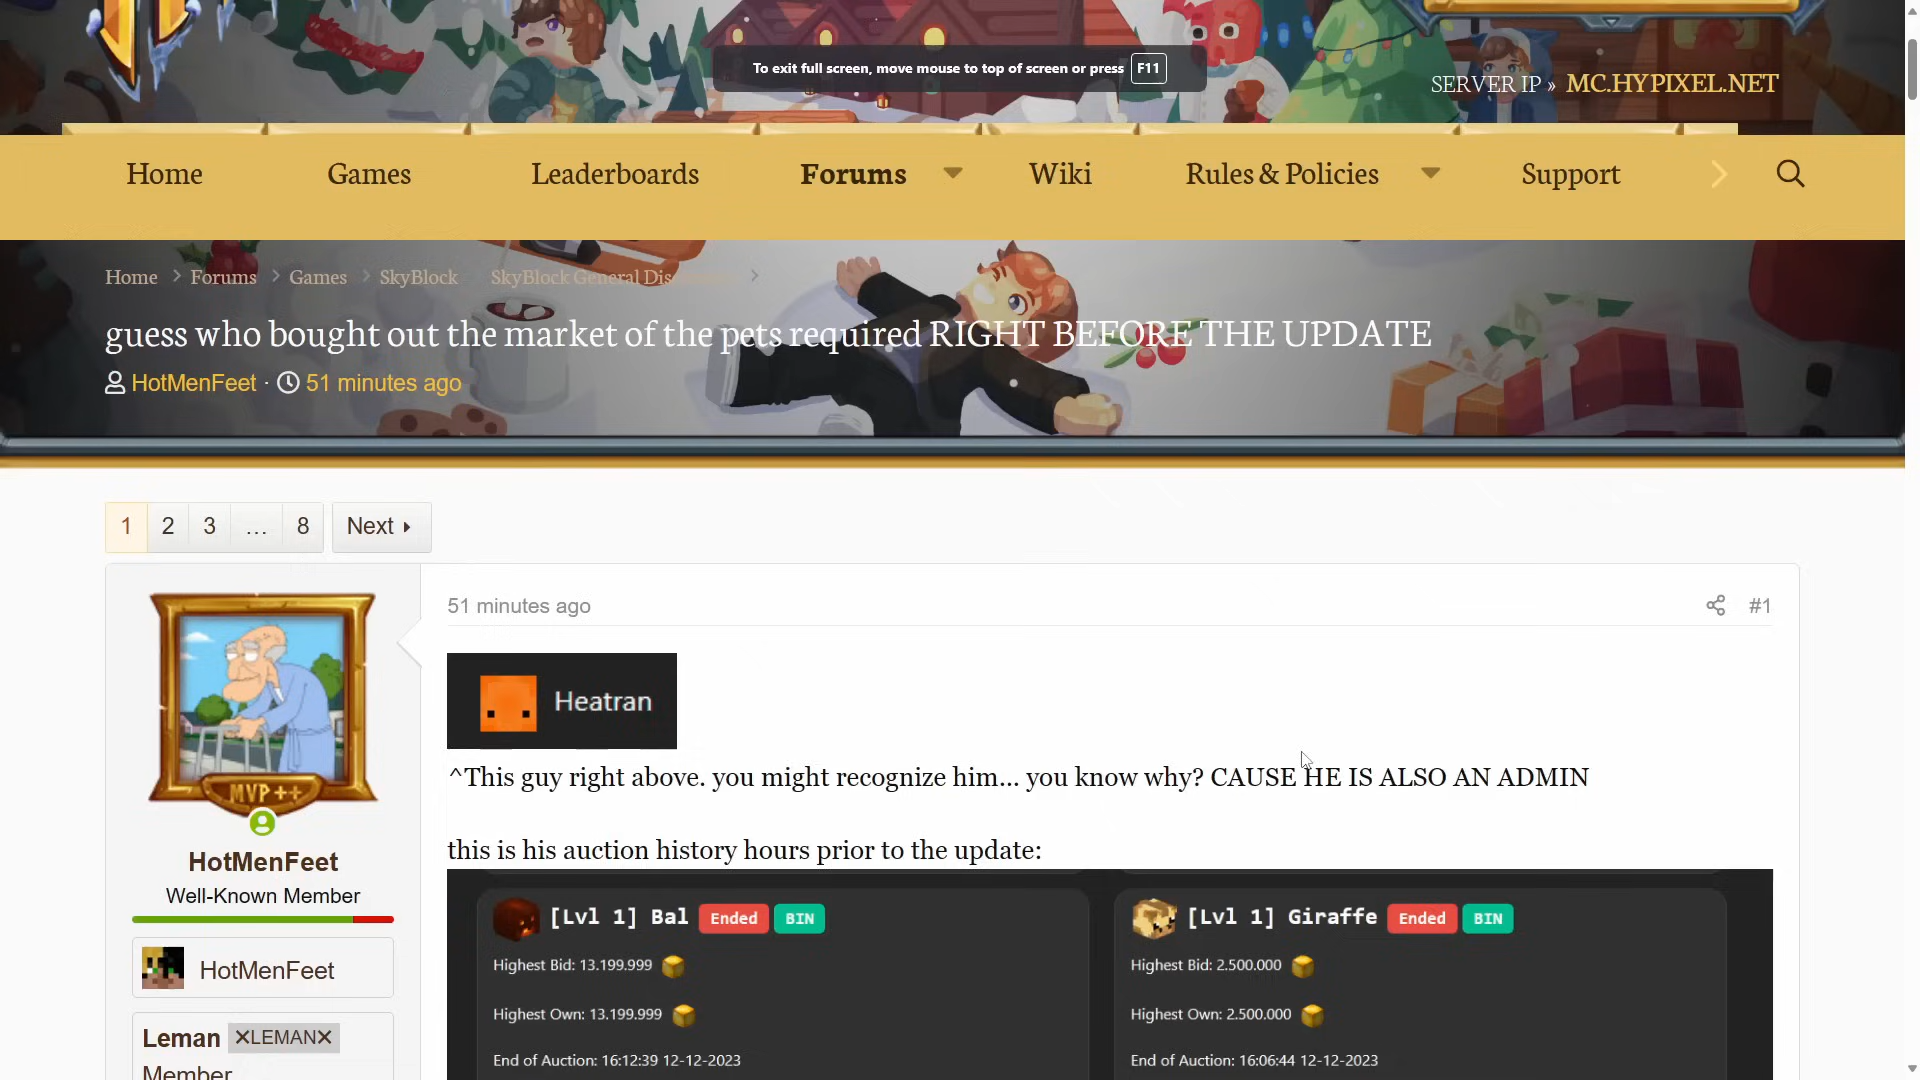 To exit full screen, move mouse to top of screen or press F11
SERVER IP » MC.HYPIXEL.NET
Home Games Leaderboards Forums Wiki Rules & Policies Support
Home Forums Games SkyBlock SkyBlock General
guess who bought out the market of the pets required RIGHT BEFORE THE UPDATE
HotMenFeet · 51 minutes ago
1 2 3 … 8 Next
51 minutes ago #1
Heatran
^This guy right above. you might recognize him... you know why? CAUSE HE IS ALSO AN ADMIN
this is his auction history hours prior to the update:
MVP ++
HotMenFeet
Well-Known Member
HotMenFeet
Leman ✕LEMAN✕
Member
[Lvl 1] Bal Ended BIN
Highest Bid: 13.199.999
Highest Own: 13.199.999
End of Auction: 16:12:39 12-12-2023
[Lvl 1] Giraffe Ended BIN
Highest Bid: 2.500.000
Highest Own: 2.500.000
End of Auction: 16:06:44 12-12-2023